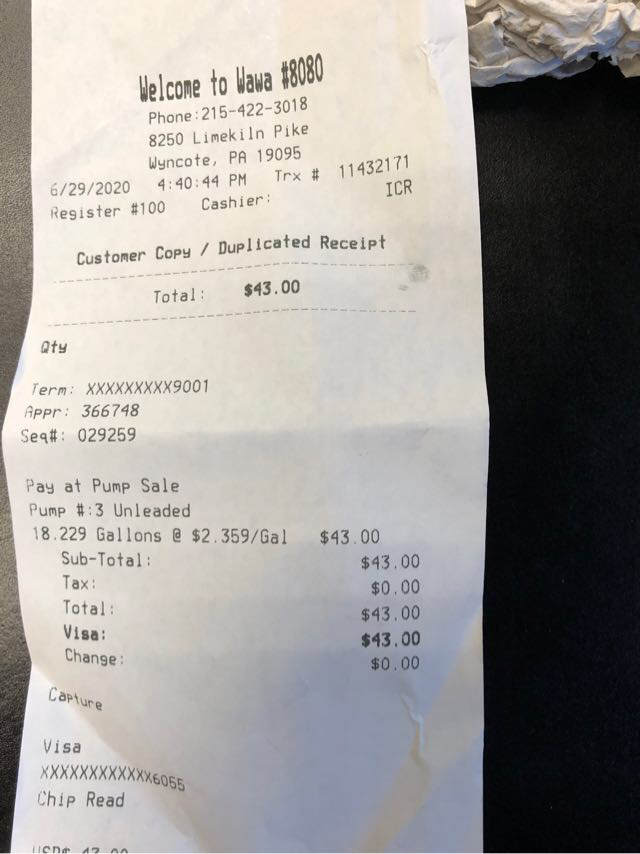 Welcome to Wawa #8080
Phone:215-422-3018
8250 Limekiln Pike
Wyncote, PA 19095
6/29/2020 4:40:44 PM Trx # 11432171
Register #100 Cashier: ICR
Customer Copy / Duplicated Receipt
Total: $43.00
Qty
Term: XXXXXXXXX9001
Appr: 366748
Seq#: 029259
Pay at Pump Sale
Pump #:3 Unleaded
18.229 Gallons @ $2.359/Gal $43.00
Sub-Total: $43.00
Tax: $0.00
Total: $43.00
Visa: $43.00
Change: $0.00
Capture
Visa
XXXXXXXXXXXX6055
Chip Read
USD$ 43.00